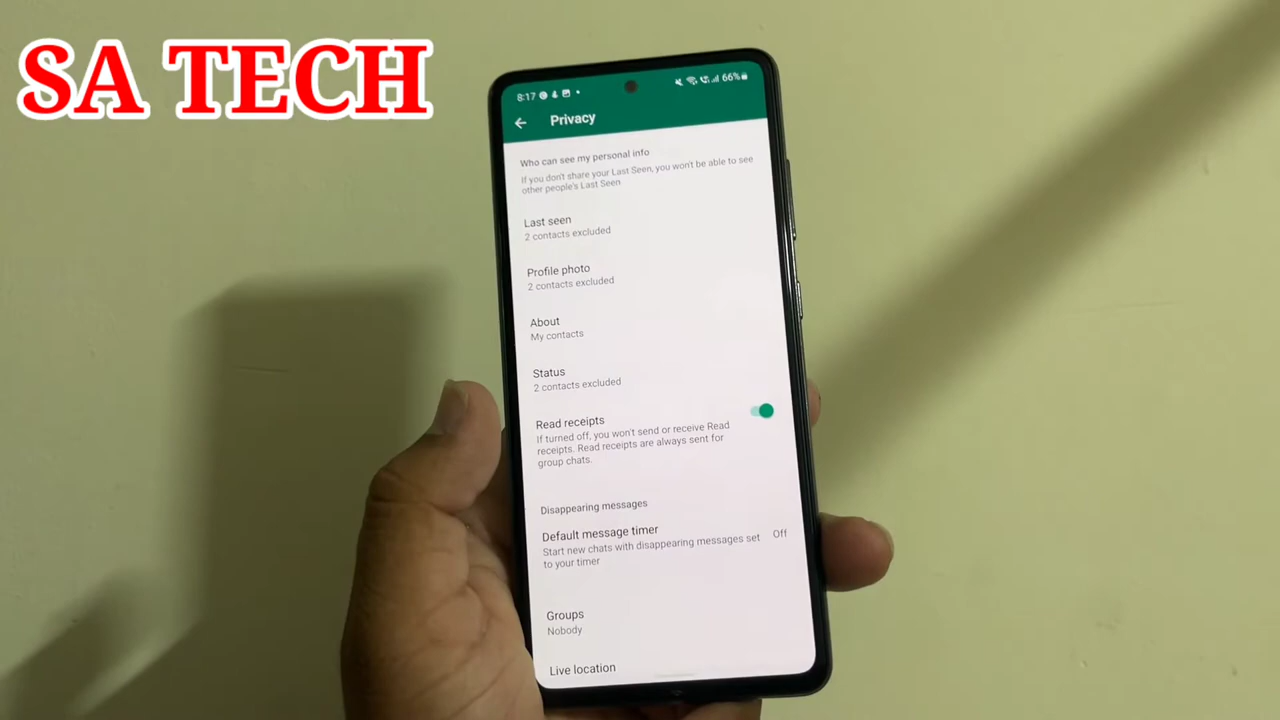 SA TECH
8:17
66%
Privacy
Who can see my personal info
If you don't share your Last Seen, you won't be able to see
other people's Last Seen
Last seen
2 contacts excluded
Profile photo
2 contacts excluded
About
My contacts
Status
2 contacts excluded
Read receipts
If turned off, you won't send or receive Read
receipts. Read receipts are always sent for
group chats.
Disappearing messages
Default message timer
Off
Start new chats with disappearing messages set
to your timer
Groups
Nobody
Live location